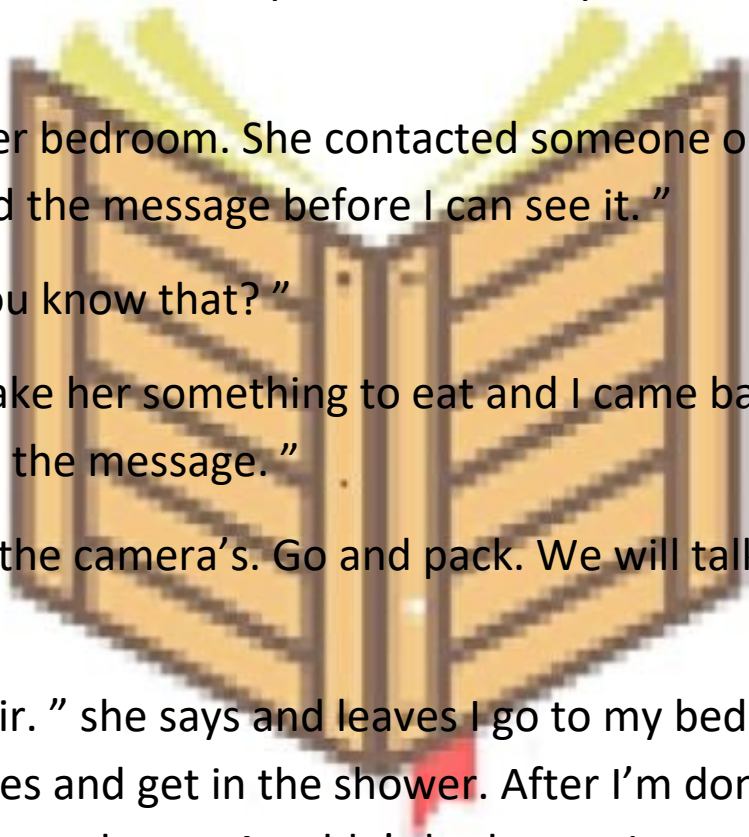 er bedroom. She contacted someone o
d the message before I can see it. ”
ou know that? ”
ake her something to eat and I came ba
the message. ”
the camera’s. Go and pack. We will tall
ir. ” she says and leaves I go to my bed
es and get in the shower. After I’m don